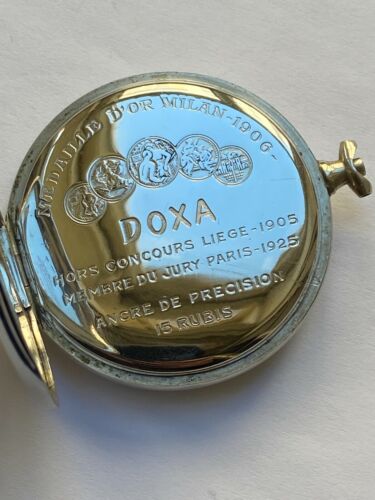 MEDAILLE D'OR MILAN-1906-
DOXA
HORS CONCOURS LIEGE-1905
MEMBRE DU JURY PARIS-1925
ANCRE DE PRECISION
15 RUBIS